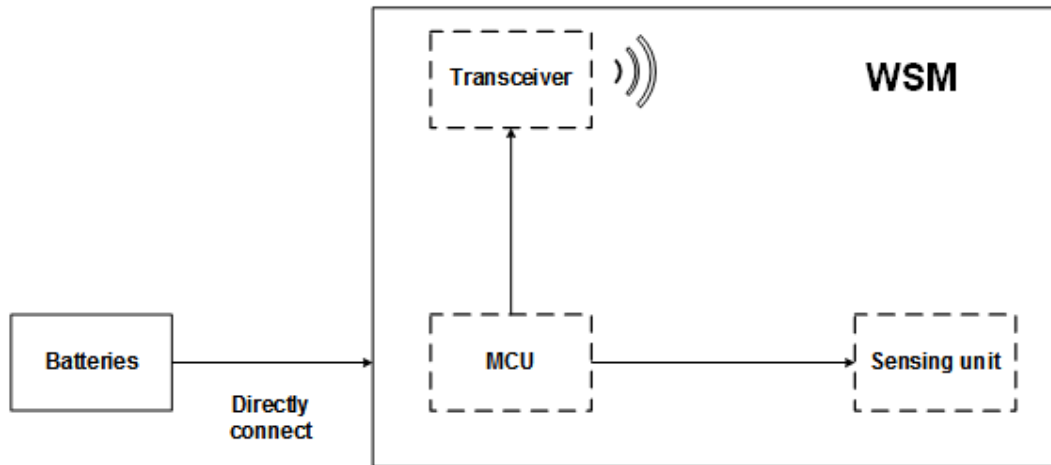 Transceiver
WSM
Batteries
MCU
Sensing unit
Directly
connect